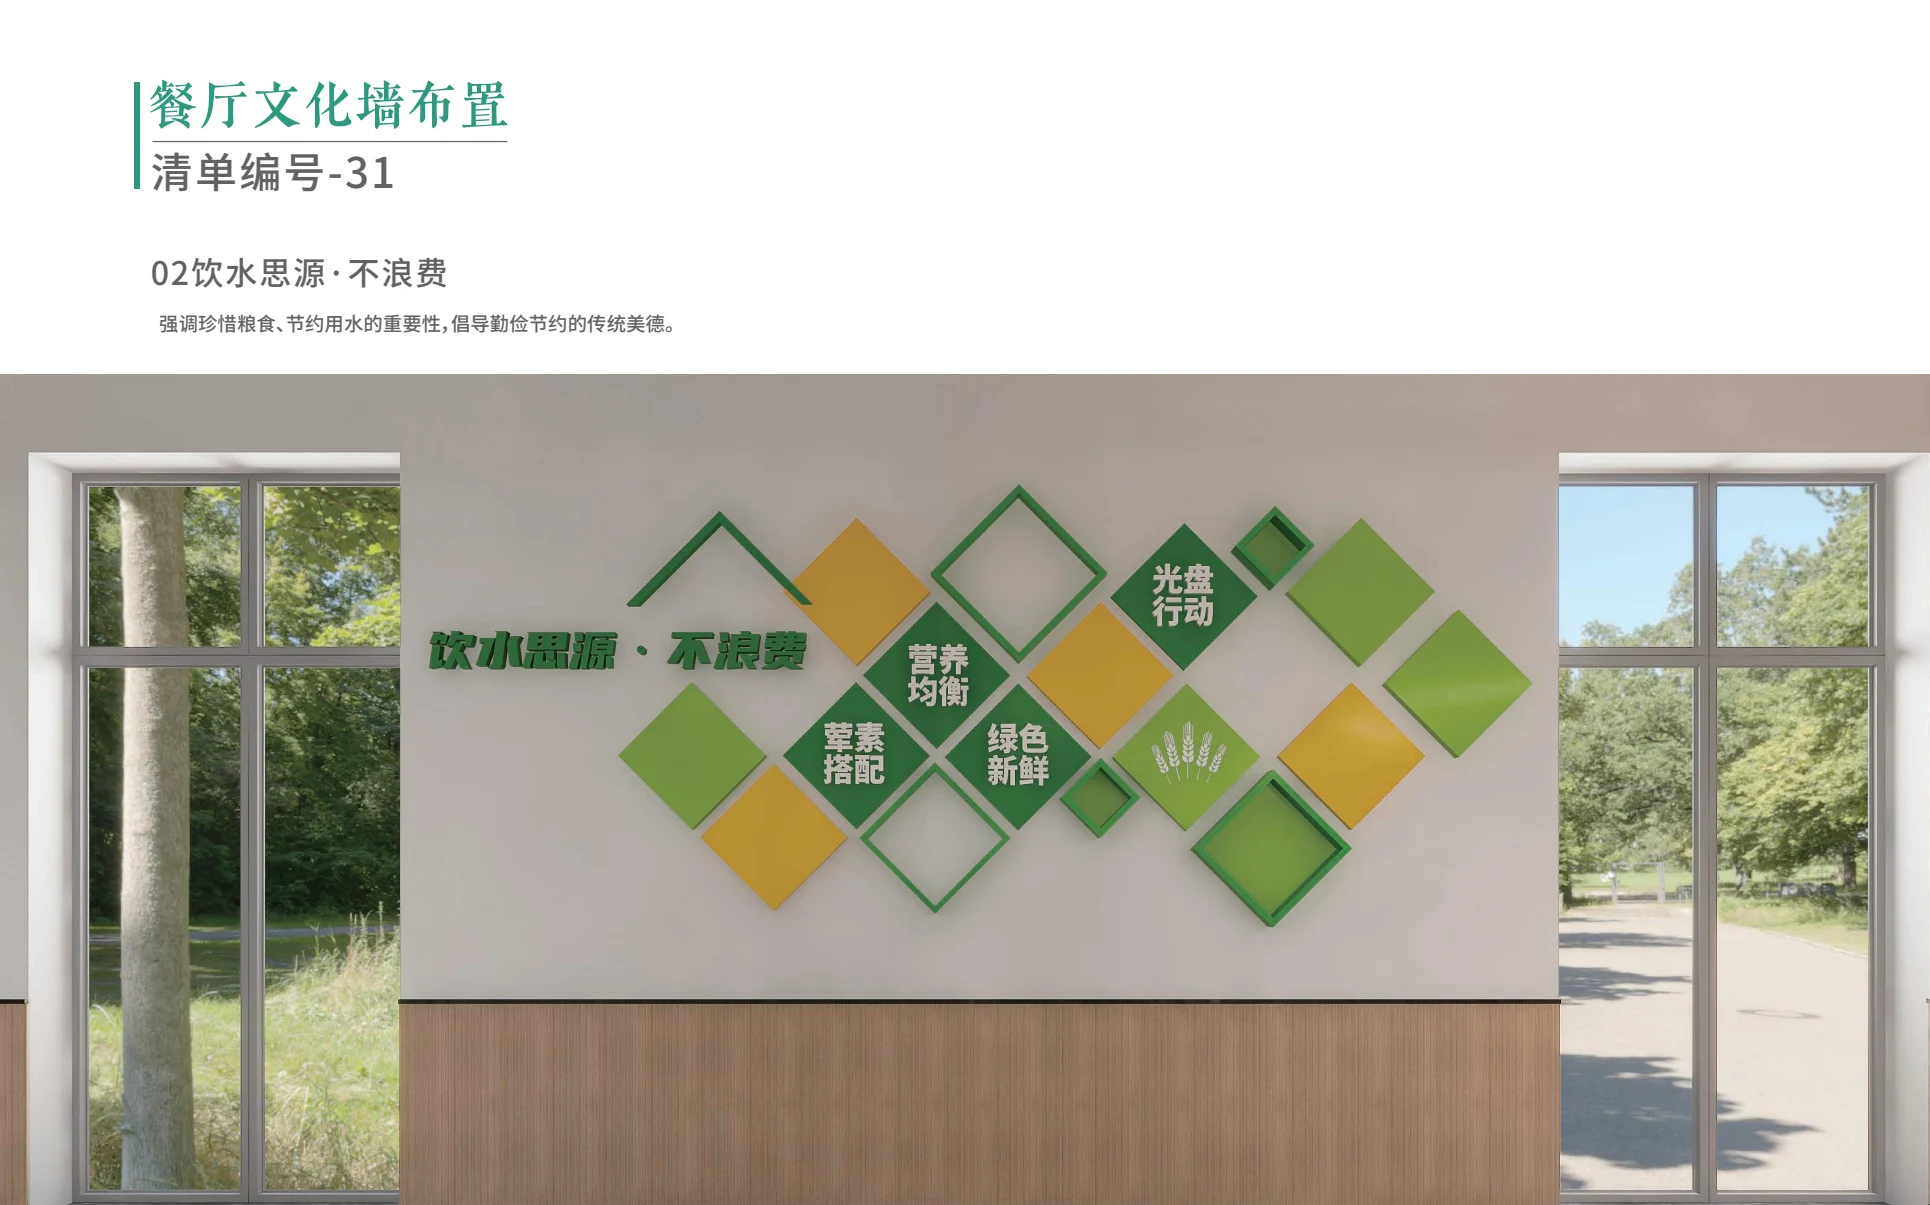 餐厅文化墙布置
清单编号-31
02饮水思源·不浪费
强调珍惜粮食、节约用水的重要性，倡导勤俭节约的传统美德。
饮水思源·不浪费
光盘
行动
营养
均衡
荤素
搭配
绿色
新鲜